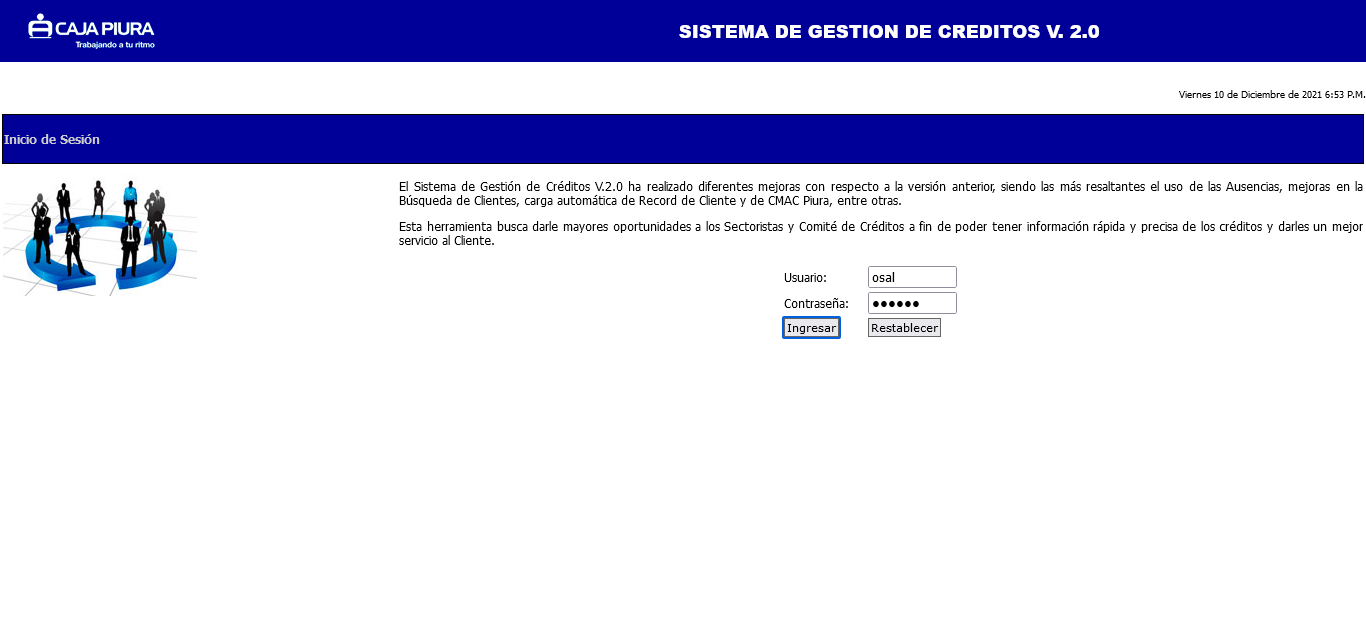 CAJA PIURA
Trabajando a tu ritmo
SISTEMA DE GESTION DE CREDITOS V. 2.0
Viernes 10 de Diciembre de 2021 6:53 P.M.
Inicio de Sesión
El Sistema de Gestión de Créditos V.2.0 ha realizado diferentes mejoras con respecto a la versión anterior, siendo las más resaltantes el uso de las Ausencias, mejoras en la
Búsqueda de Clientes, carga automática de Record de Cliente y de CMAC Piura, entre otras.
Esta herramienta busca darle mayores oportunidades a los Sectoristas y Comité de Créditos a fin de poder tener información rápida y precisa de los créditos y darles un mejor
servicio al Cliente.
Usuario: osal
Contraseña: ●●●●●●
Ingresar Restablecer